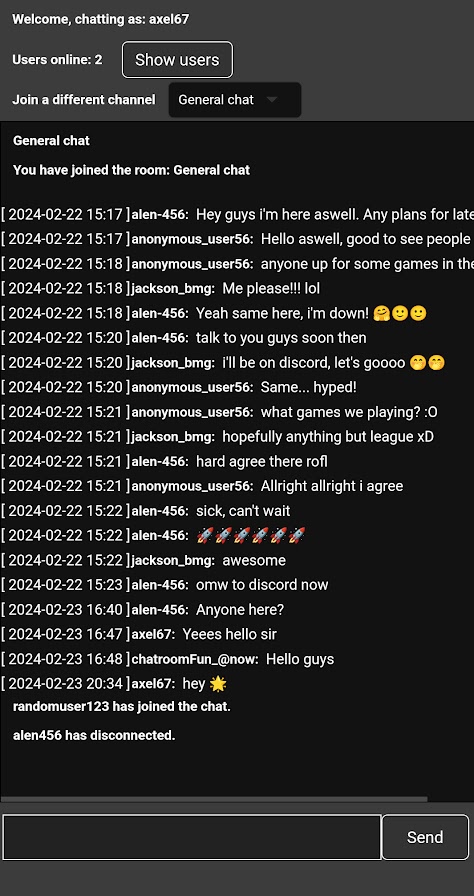 Welcome, chatting as: axel67
Users online: 2 Show users
Join a different channel General chat
General chat
You have joined the room: General chat
[ 2024-02-22 15:17 ]alen-456: Hey guys i'm here aswell. Any plans for late
[ 2024-02-22 15:17 ]anonymous_user56: Hello aswell, good to see people
[ 2024-02-22 15:18 ]anonymous_user56: anyone up for some games in the
[ 2024-02-22 15:18 ]jackson_bmg: Me please!!! lol
[ 2024-02-22 15:18 ]alen-456: Yeah same here, i'm down! 🤗🙂🙂
[ 2024-02-22 15:20 ]alen-456: talk to you guys soon then
[ 2024-02-22 15:20 ]jackson_bmg: i'll be on discord, let's goooo 🤭🤭
[ 2024-02-22 15:20 ]anonymous_user56: Same... hyped!
[ 2024-02-22 15:21 ]anonymous_user56: what games we playing? :O
[ 2024-02-22 15:21 ]jackson_bmg: hopefully anything but league xD
[ 2024-02-22 15:21 ]alen-456: hard agree there rofl
[ 2024-02-22 15:21 ]anonymous_user56: Allright allright i agree
[ 2024-02-22 15:22 ]alen-456: sick, can't wait
[ 2024-02-22 15:22 ]alen-456: 🚀🚀🚀🚀🚀🚀
[ 2024-02-22 15:22 ]jackson_bmg: awesome
[ 2024-02-22 15:23 ]alen-456: omw to discord now
[ 2024-02-23 16:40 ]alen-456: Anyone here?
[ 2024-02-23 16:47 ]axel67: Yeees hello sir
[ 2024-02-23 16:48 ]chatroomFun_@now: Hello guys
[ 2024-02-23 20:34 ]axel67: hey 🌟
randomuser123 has joined the chat.
alen456 has disconnected.
Send